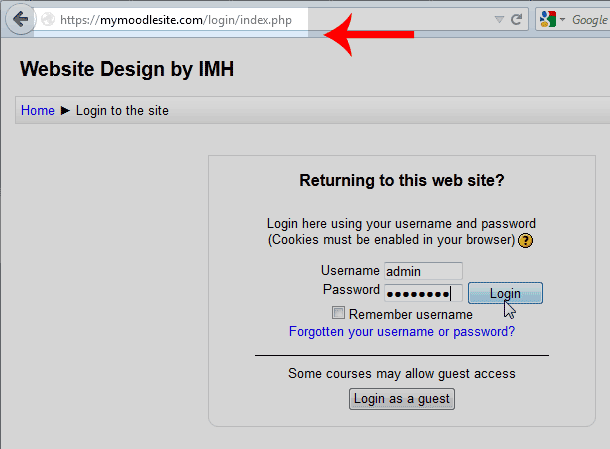 https://mymoodlesite.com/login/index.php
Google
Website Design by IMH
Home ► Login to the site
Returning to this web site?
Login here using your username and password
(Cookies must be enabled in your browser) ?
Username admin
Password ●●●●●●●● Login
Remember username
Forgotten your username or password?
Some courses may allow guest access
Login as a guest